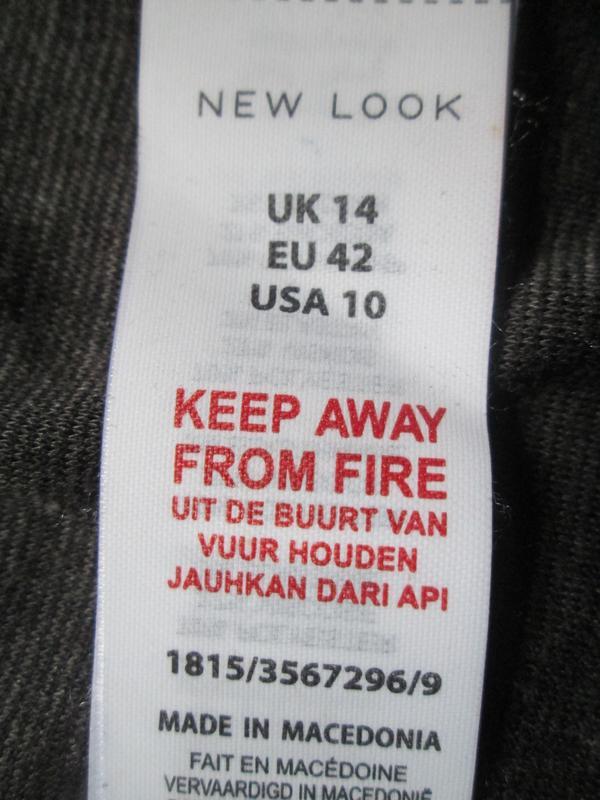 NEW LOOK
UK 14
EU 42
USA 10
KEEP AWAY
FROM FIRE
UIT DE BUURT VAN
VUUR HOUDEN
JAUHKAN DARI API
1815/3567296/9
MADE IN MACEDONIA
FAIT EN MACÉDOINE
VERVAARDIGD IN MACEDONIË